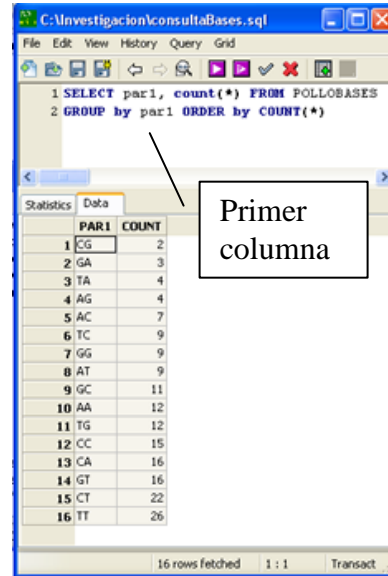 C:\Investigacion\consultaBases.sql
File Edit View History Query Grid
1 SELECT par1, count(*) FROM POLLOBASES
2 GROUP by par1 ORDER by COUNT(*)
Primer
columna
Statistics Data
PAR1 COUNT
1 CG 2
2 GA 3
3 TA 4
4 AG 4
5 AC 7
6 TC 9
7 GG 9
8 AT 9
9 GC 11
10 AA 12
11 TG 12
12 CC 15
13 CA 16
14 GT 16
15 CT 22
16 TT 26
16 rows fetched 1 : 1 Transact